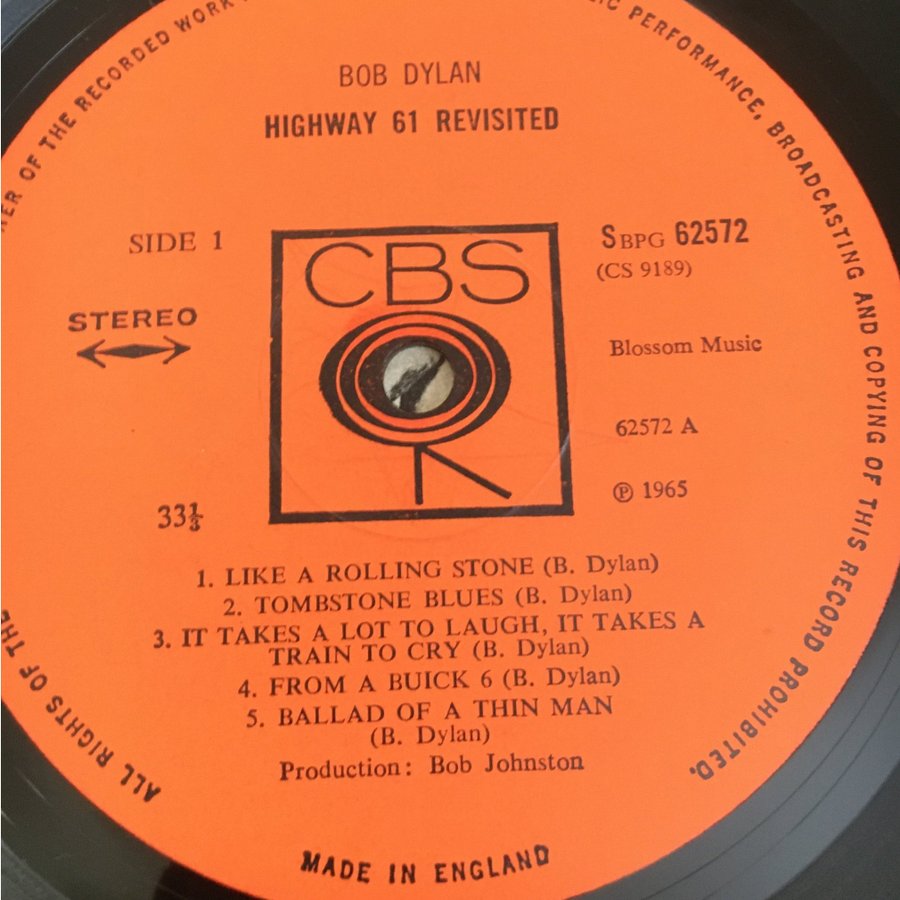 BOB DYLAN
HIGHWAY 61 REVISITED
SIDE 1
STEREO
33⅓
CBS
SBPG 62572
(CS 9189)
Blossom Music
62572 A
℗ 1965
1. LIKE A ROLLING STONE (B. Dylan)
2. TOMBSTONE BLUES (B. Dylan)
3. IT TAKES A LOT TO LAUGH, IT TAKES A
TRAIN TO CRY (B. Dylan)
4. FROM A BUICK 6 (B. Dylan)
5. BALLAD OF A THIN MAN
(B. Dylan)
Production: Bob Johnston
ALL RIGHTS OF THE
OF THE RECORDED WORK
PERFORMANCE, BROADCASTING AND COPYING OF THIS RECORD PROHIBITED.
MADE IN ENGLAND